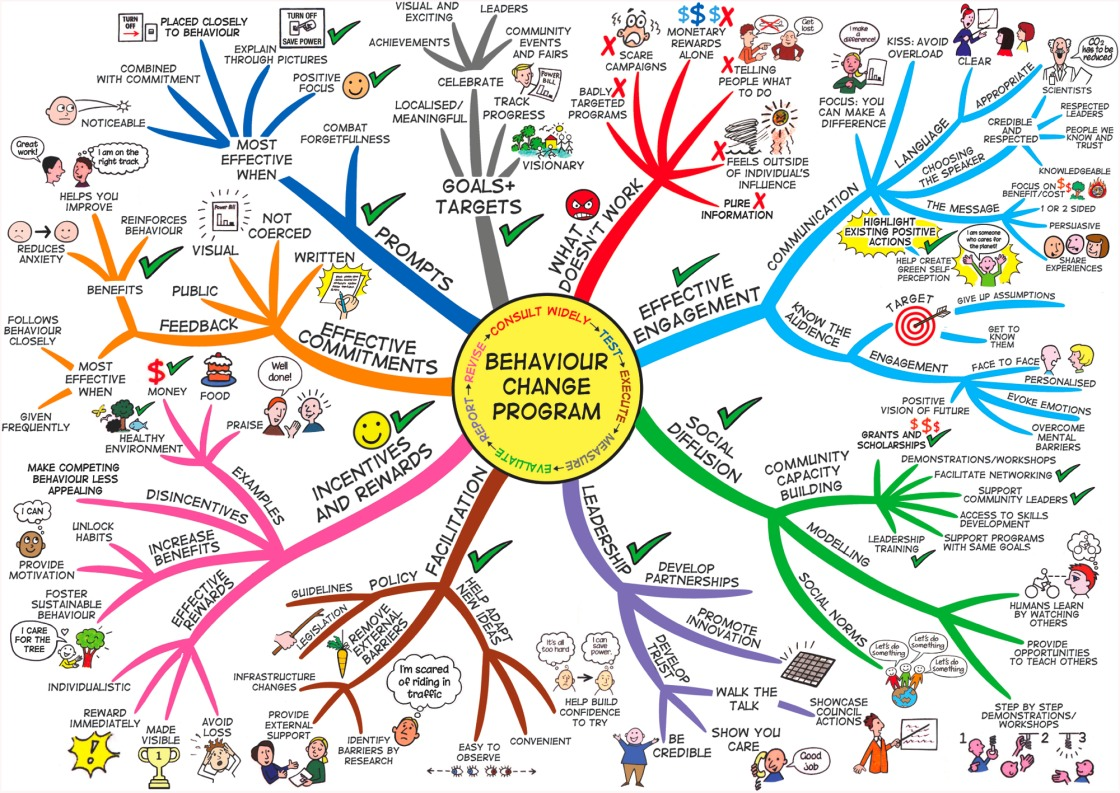 BEHAVIOUR
CHANGE
PROGRAM
CONSULT WIDELY
TEST
EXECUTE
MEASURE
EVALUATE
REPORT
REVISE
PROMPTS
MOST
EFFECTIVE
WHEN
NOTICEABLE
COMBINED
WITH COMMITMENT
TURN
OFF
PLACED CLOSELY
TO BEHAVIOUR
EXPLAIN
THROUGH PICTURES
TURN OFF
SAVE POWER
POSITIVE
FOCUS
COMBAT
FORGETFULNESS
GOALS+
TARGETS
LOCALISED/
MEANINGFUL
CELEBRATE
ACHIEVEMENTS
VISUAL AND
EXCITING
LEADERS
COMMUNITY
EVENTS
AND FAIRS
TRACK
PROGRESS
POWER
BILL
VISIONARY
WHAT
DOESN'T WORK
BADLY
TARGETED
PROGRAMS
SCARE
CAMPAIGNS
$$$
MONETARY
REWARDS
ALONE
TELLING
PEOPLE WHAT
TO DO
Get
lost
FEELS OUTSIDE
OF INDIVIDUAL'S
INFLUENCE
PURE
INFORMATION
EFFECTIVE
ENGAGEMENT
COMMUNICATION
FOCUS: YOU
CAN MAKE A
DIFFERENCE
I make
a
difference!
KISS: AVOID
OVERLOAD
LANGUAGE
CLEAR
APPROPRIATE
SCIENTISTS
CO2
has to be
reduced
CHOOSING
THE SPEAKER
CREDIBLE
AND
RESPECTED
RESPECTED
LEADERS
PEOPLE WE
KNOW AND
TRUST
KNOWLEDGEABLE
THE MESSAGE
FOCUS ON
BENEFIT/COST
$$
1 OR 2 SIDED
PERSUASIVE
SHARE
EXPERIENCES
HIGHLIGHT
EXISTING POSITIVE
ACTIONS
HELP CREATE
GREEN SELF
PERCEPTION
I am someone
who cares for
the planet!
KNOW THE
AUDIENCE
TARGET
GIVE UP ASSUMPTIONS
GET TO
KNOW THEM
ENGAGEMENT
FACE TO FACE
PERSONALISED
EVOKE EMOTIONS
OVERCOME
MENTAL
BARRIERS
POSITIVE
VISION OF FUTURE
SOCIAL
DIFFUSION
COMMUNITY
CAPACITY
BUILDING
$$$
GRANTS AND
SCHOLARSHIPS
DEMONSTRATIONS/WORKSHOPS
FACILITATE NETWORKING
SUPPORT
COMMUNITY LEADERS
ACCESS TO SKILLS
DEVELOPMENT
SUPPORT PROGRAMS
WITH SAME GOALS
LEADERSHIP
TRAINING
MODELLING
HUMANS LEARN
BY WATCHING
OTHERS
PROVIDE
OPPORTUNITIES
TO TEACH OTHERS
STEP BY STEP
DEMONSTRATIONS/
WORKSHOPS
1
2
3
SOCIAL NORMS
Let's do
something
Let's do
something
Let's do
something
LEADERSHIP
DEVELOP
PARTNERSHIPS
PROMOTE
INNOVATION
DEVELOP
TRUST
WALK THE
TALK
SHOWCASE
COUNCIL
ACTIONS
SHOW YOU
CARE
Good
job
BE
CREDIBLE
FACILITATION
POLICY
GUIDELINES
LEGISLATION
REMOVE
EXTERNAL
BARRIERS
INFRASTRUCTURE
CHANGES
PROVIDE
EXTERNAL
SUPPORT
IDENTIFY
BARRIERS BY
RESEARCH
I'm scared
of riding in
traffic
HELP ADAPT
NEW IDEAS
EASY TO
OBSERVE
CONVENIENT
HELP BUILD
CONFIDENCE
TO TRY
It's all
too hard
I can
save
power.
INCENTIVES
AND REWARDS
EXAMPLES
HEALTHY
ENVIRONMENT
$
MONEY
FOOD
PRAISE
Well
done!
DISINCENTIVES
MAKE COMPETING
BEHAVIOUR LESS
APPEALING
INCREASE
BENEFITS
UNLOCK
HABITS
I CAN
PROVIDE
MOTIVATION
FOSTER
SUSTAINABLE
BEHAVIOUR
I CARE
FOR THE
TREE
EFFECTIVE
REWARDS
INDIVIDUALISTIC
REWARD
IMMEDIATELY
!
MADE
VISIBLE
1
AVOID
LOSS
EFFECTIVE
COMMITMENTS
FEEDBACK
BENEFITS
REDUCES
ANXIETY
HELPS YOU
IMPROVE
Great
work!
I am on the
right track
REINFORCES
BEHAVIOUR
MOST
EFFECTIVE
WHEN
FOLLOWS
BEHAVIOUR
CLOSELY
GIVEN
FREQUENTLY
PUBLIC
VISUAL
Power Bill
NOT
COERCED
WRITTEN